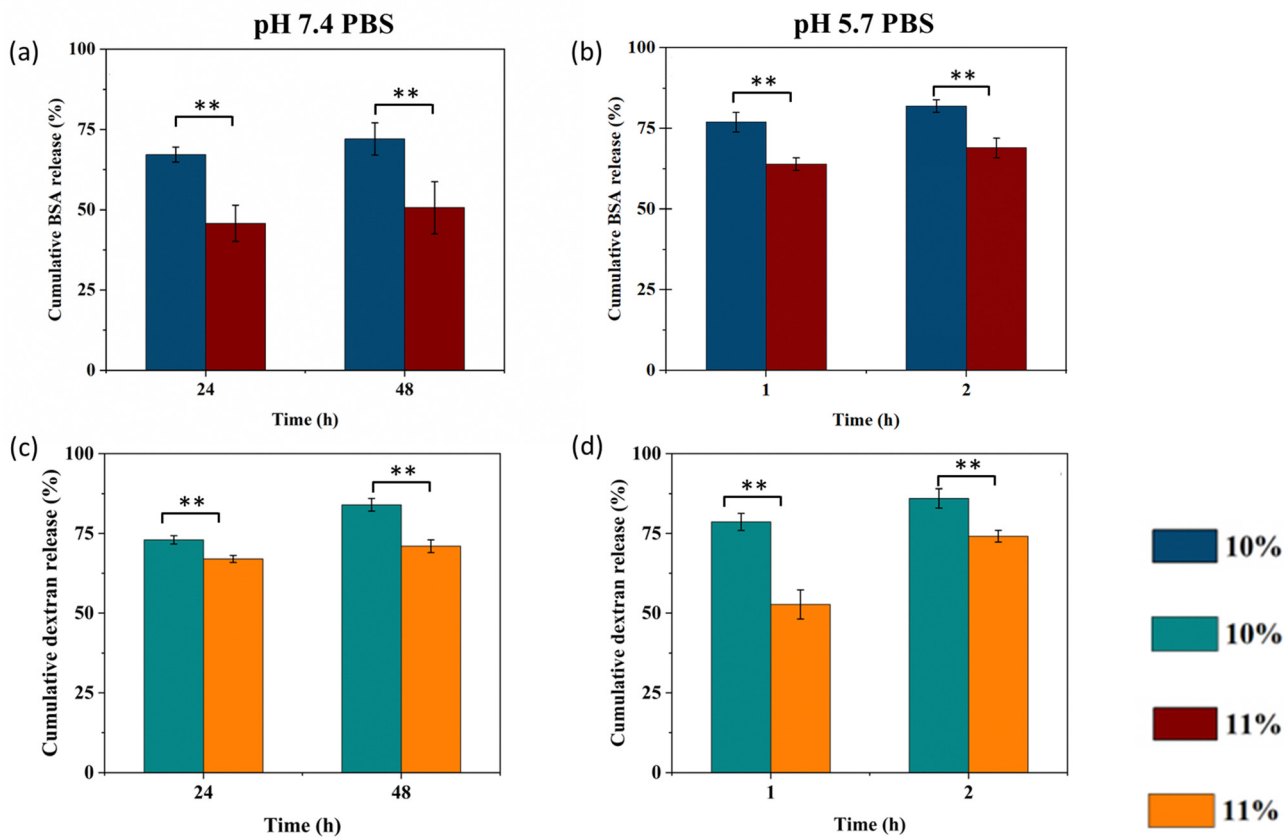 pH 7.4 PBS
pH 5.7 PBS
(a)
Cumulative BSA release (%)
100
75
50
25
0
**
**
24
48
Time (h)
(b)
Cumulative BSA release (%)
100
75
50
25
0
**
**
1
2
Time (h)
(c)
Cumulative dextran release (%)
100
75
50
25
0
**
**
24
48
Time (h)
(d)
Cumulative dextran release (%)
100
75
50
25
0
**
**
1
2
Time (h)
10%
10%
11%
11%